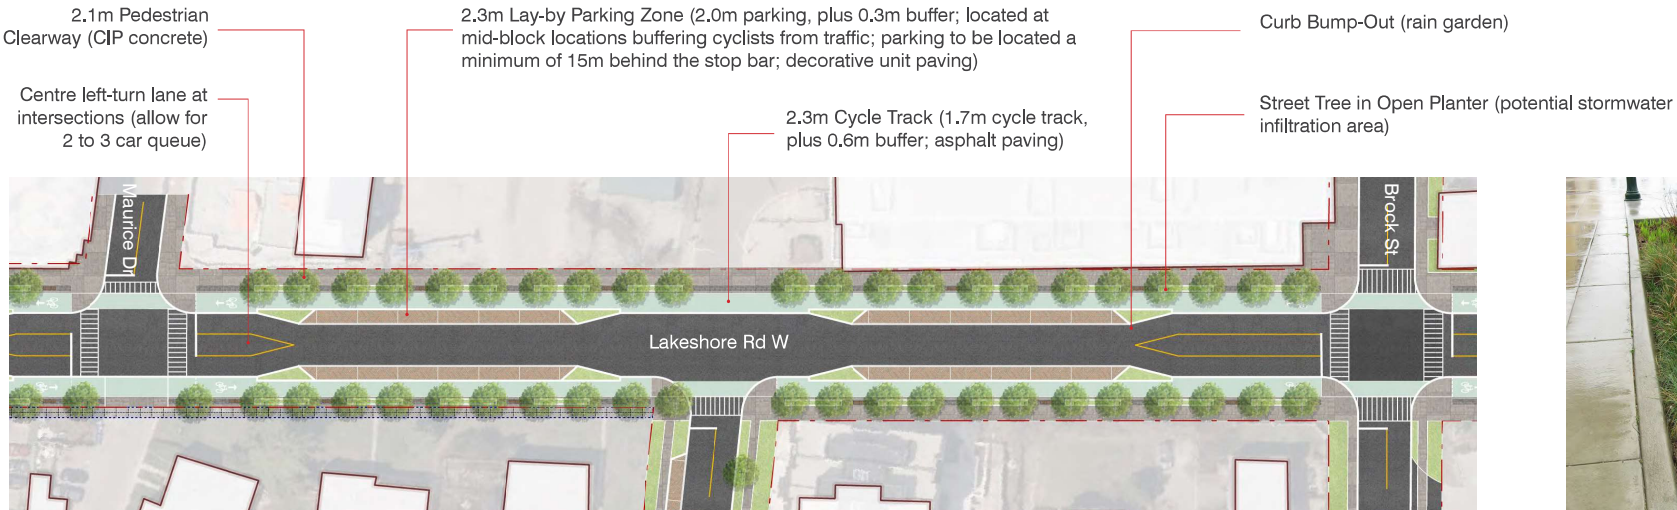 2.1m Pedestrian
Clearway (CIP concrete)
2.3m Lay-by Parking Zone (2.0m parking, plus 0.3m buffer; located at
mid-block locations buffering cyclists from traffic; parking to be located a
minimum of 15m behind the stop bar; decorative unit paving)
Curb Bump-Out (rain garden)
Centre left-turn lane at
intersections (allow for
2 to 3 car queue)
2.3m Cycle Track (1.7m cycle track,
plus 0.6m buffer; asphalt paving)
Street Tree in Open Planter (potential stormwater
infiltration area)
Maurice Dr
Brock St
Lakeshore Rd W